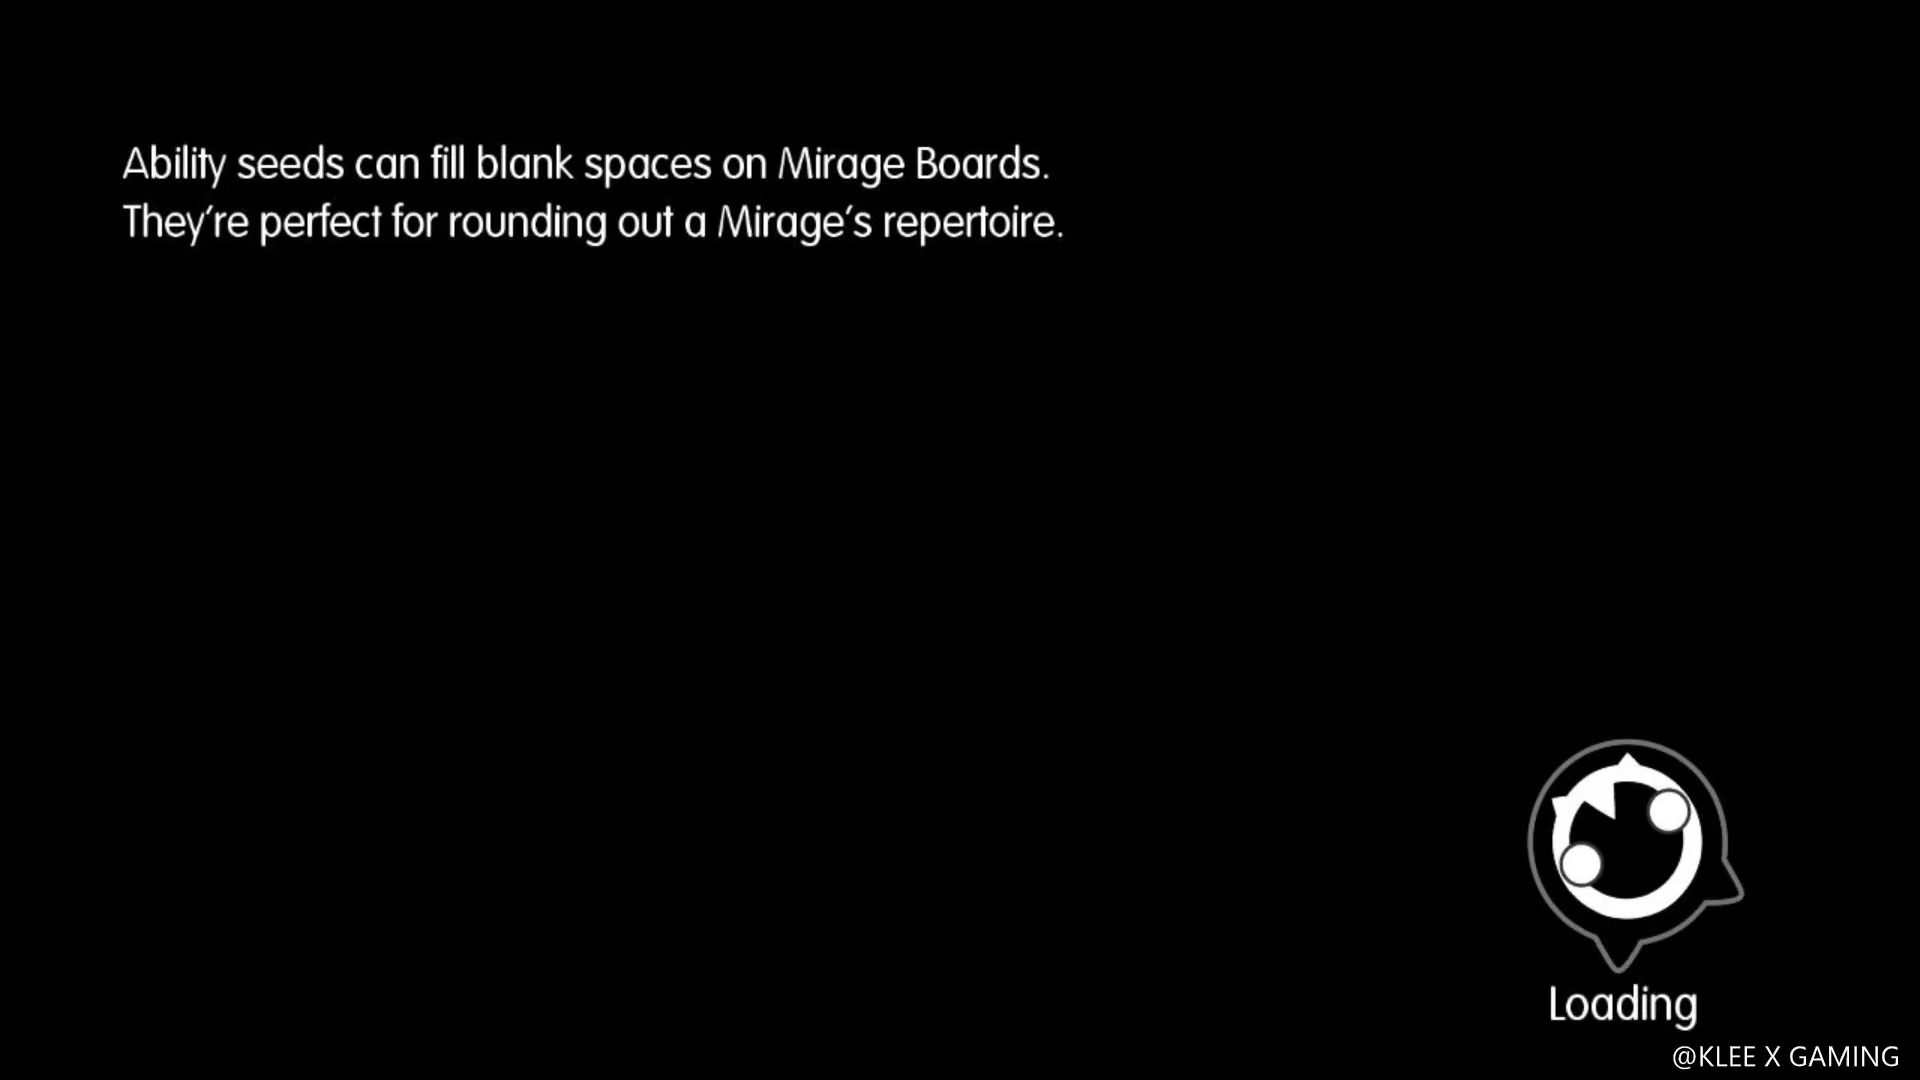 Ability seeds can fill blank spaces on Mirage Boards.
They're perfect for rounding out a Mirage's repertoire.
Loading
@KLEE X GAMING